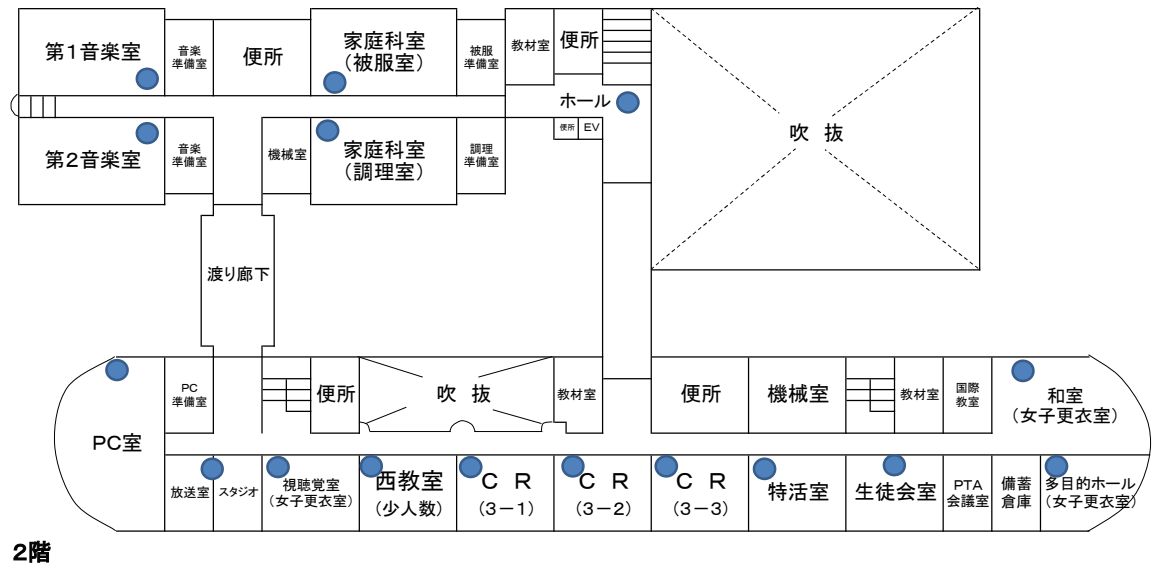 第1音楽室
音楽
準備室
便所
家庭科室
(被服室)
被服
準備室
教材室
便所
ホール
便所
EV
吹 抜
第2音楽室
音楽
準備室
機械室
家庭科室
(調理室)
調理
準備室
渡り廊下
PC室
PC
準備室
便所
吹 抜
教材室
便所
機械室
教材室
国際
教室
和室
(女子更衣室)
放送室
スタジオ
視聴覚室
(女子更衣室)
西教室
(少人数)
C R
(3-1)
C R
(3-2)
C R
(3-3)
特活室
生徒会室
PTA
会議室
備蓄
倉庫
多目的ホール
(女子更衣室)
2階